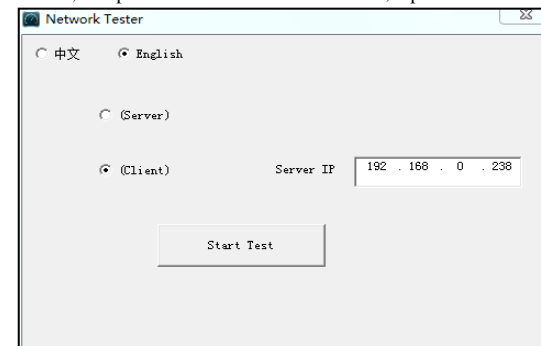 Network Tester
中文 English
(Server)
(Client) Server IP 192 . 168 . 0 . 238
Start Test